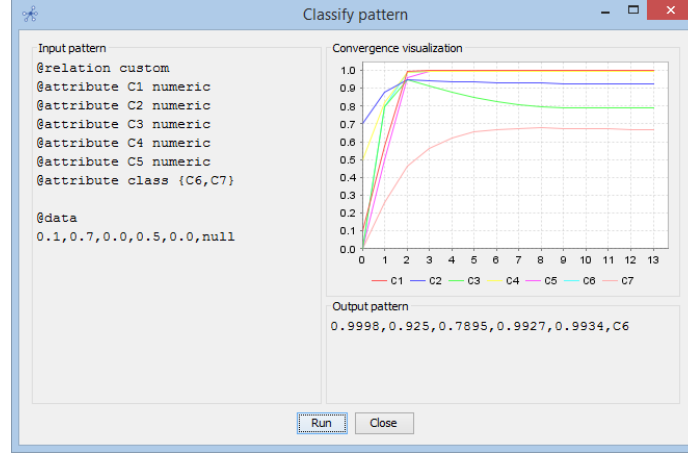 Classify pattern
Input pattern
@relation custom
@attribute C1 numeric
@attribute C2 numeric
@attribute C3 numeric
@attribute C4 numeric
@attribute C5 numeric
@attribute class {C6,C7}
@data
0.1,0.7,0.0,0.5,0.0,null
Convergence visualization
1.0
0.9
0.8
0.7
0.6
0.5
0.4
0.3
0.2
0.1
0.0
0 1 2 3 4 5 6 7 8 9 10 11 12 13
C1 C2 C3 C4 C5 C6 C7
Output pattern
0.9998,0.925,0.7895,0.9927,0.9934,C6
Run Close